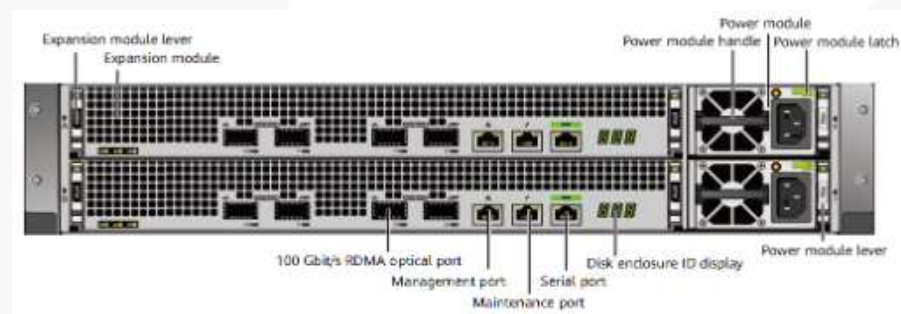 Power module
Expansion module lever
Power module handle
Power module latch
Expansion module
100 Gbit/s RDMA optical port
Disk enclosure ID display
Power module lever
Management port
Serial port
Maintenance port